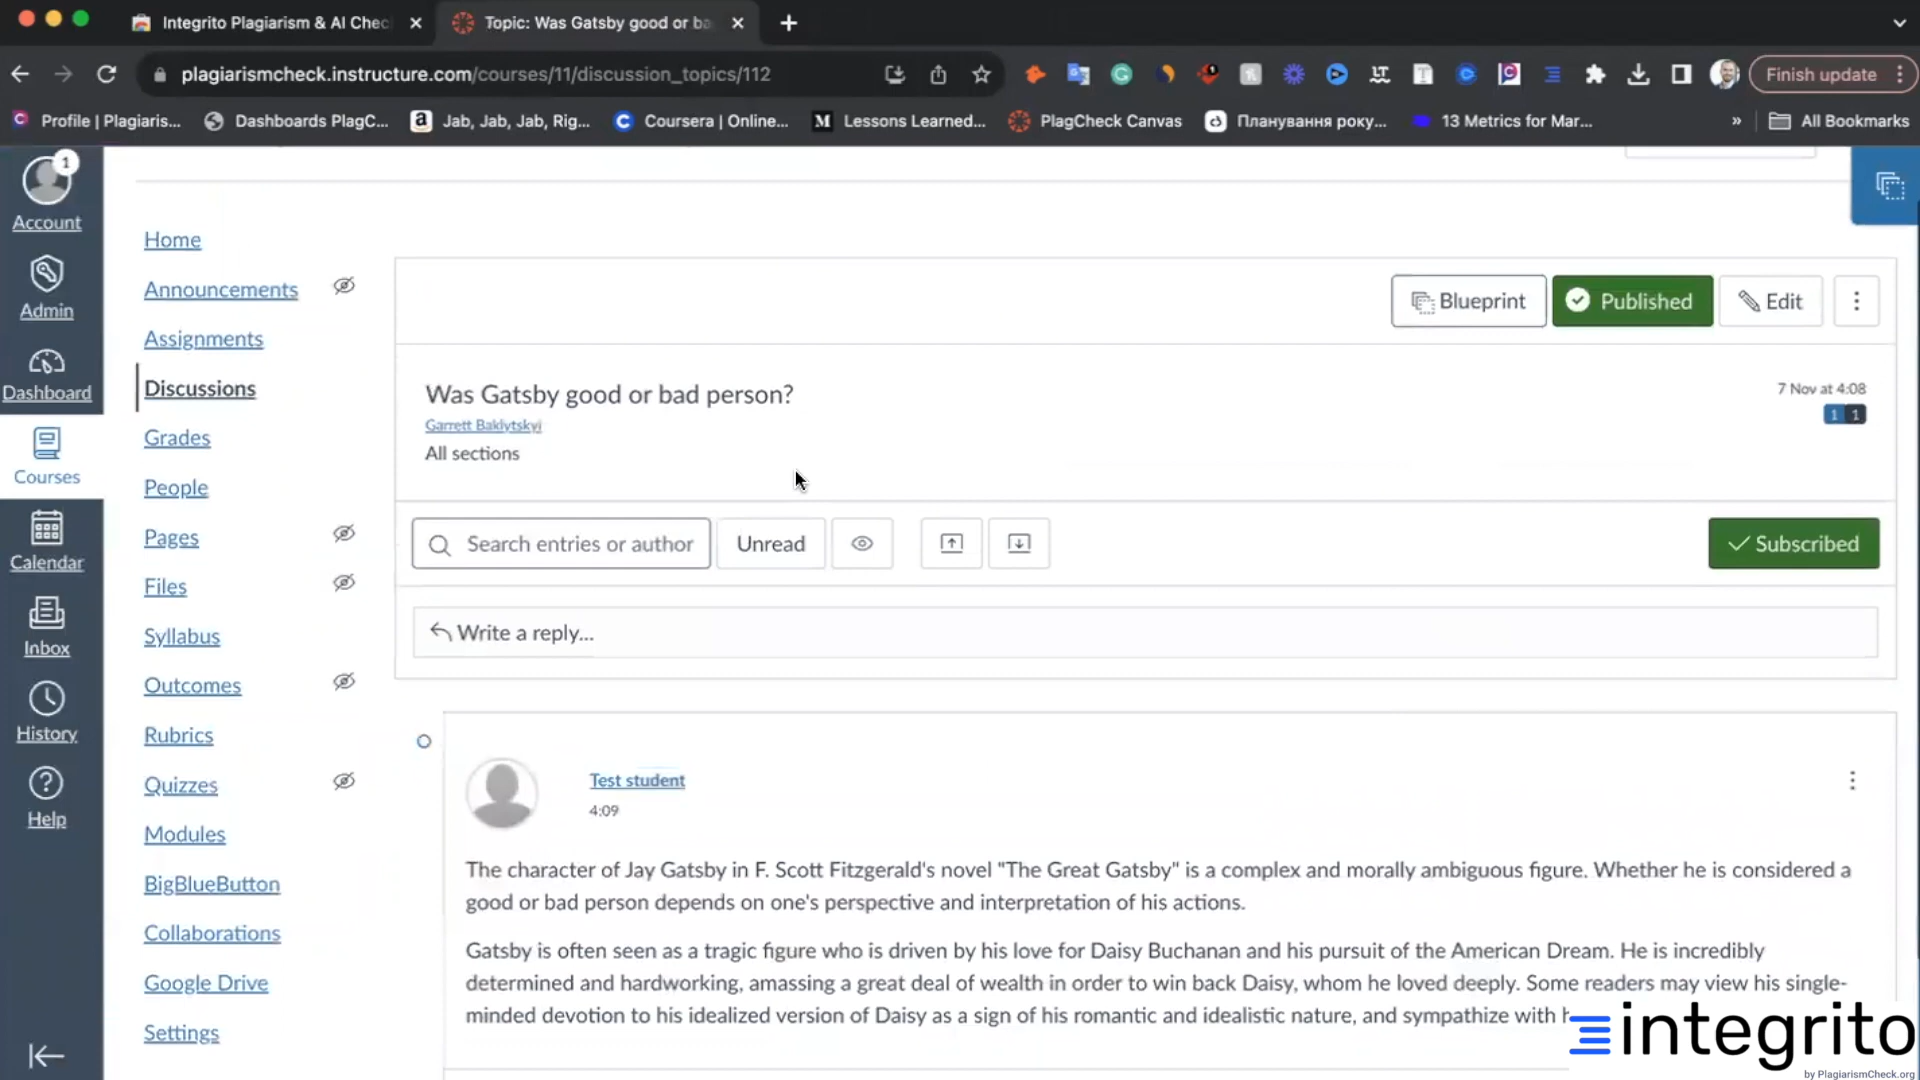 Integrito Plagiarism & AI Chec
Topic: Was Gatsby good or ba
plagiarismcheck.instructure.com/courses/11/discussion_topics/112
Finish update
Profile | Plagiaris...
Dashboards PlagC...
Jab, Jab, Jab, Rig...
Coursera | Online...
Lessons Learned...
PlagCheck Canvas
Планування року...
13 Metrics for Mar...
»
All Bookmarks
1
Account
Admin
Dashboard
Courses
Calendar
Inbox
History
Help
Home
Announcements
Assignments
Discussions
Grades
People
Pages
Files
Syllabus
Outcomes
Rubrics
Quizzes
Modules
BigBlueButton
Collaborations
Google Drive
Settings
Blueprint
Published
Edit
Was Gatsby good or bad person?
7 Nov at 4:08
1 1
Garrett Baklytskyi
All sections
Search entries or author
Unread
Subscribed
Write a reply...
Test student
4:09
The character of Jay Gatsby in F. Scott Fitzgerald's novel "The Great Gatsby" is a complex and morally ambiguous figure. Whether he is considered a
good or bad person depends on one's perspective and interpretation of his actions.
Gatsby is often seen as a tragic figure who is driven by his love for Daisy Buchanan and his pursuit of the American Dream. He is incredibly
determined and hardworking, amassing a great deal of wealth in order to win back Daisy, whom he loved deeply. Some readers may view his single-
minded devotion to his idealized version of Daisy as a sign of his romantic and idealistic nature, and sympathize with
integrito
by PlagiarismCheck.org